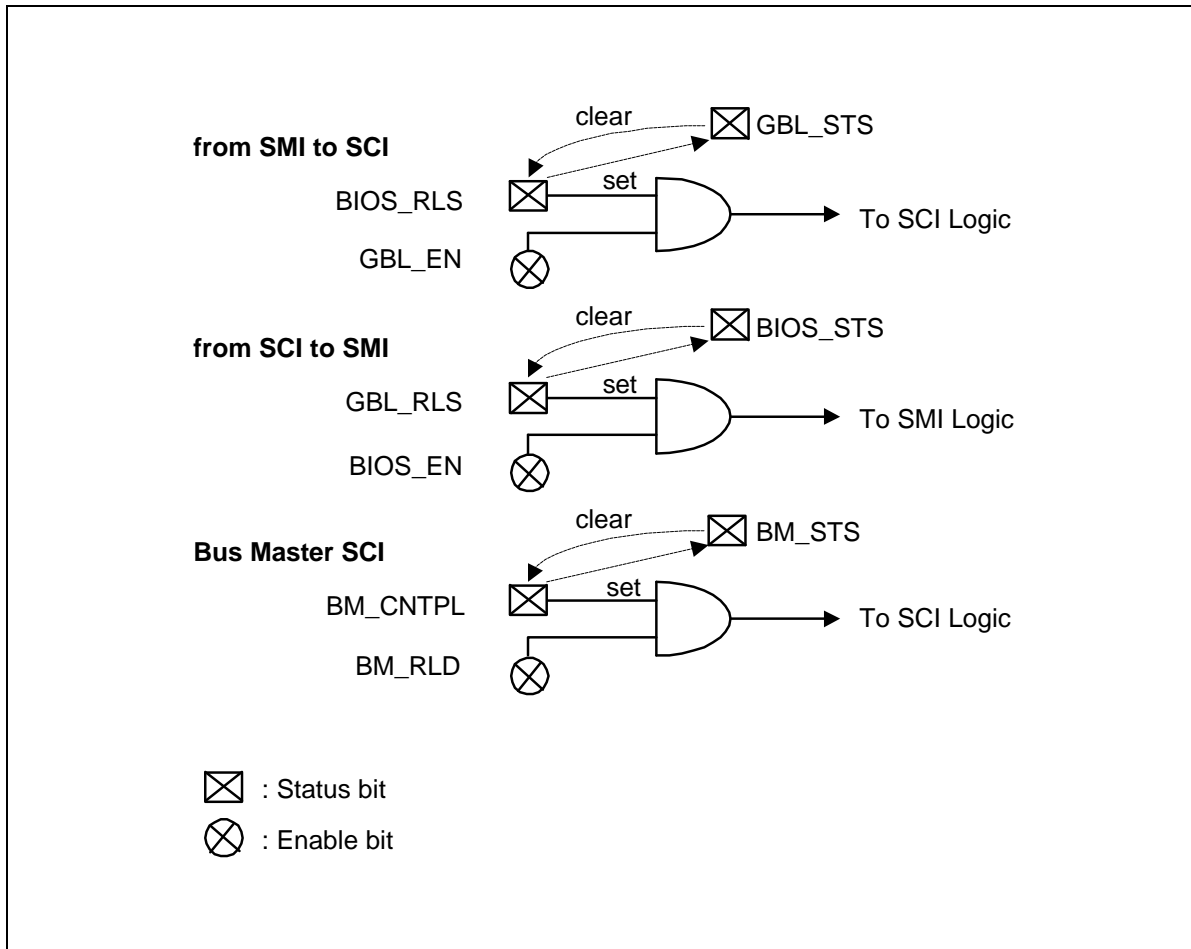 clear
GBL_STS
from SMI to SCI
BIOS_RLS
set
To SCI Logic
GBL_EN
clear
BIOS_STS
from SCI to SMI
GBL_RLS
set
To SMI Logic
BIOS_EN
clear
BM_STS
Bus Master SCI
BM_CNTPL
set
To SCI Logic
BM_RLD
: Status bit
: Enable bit